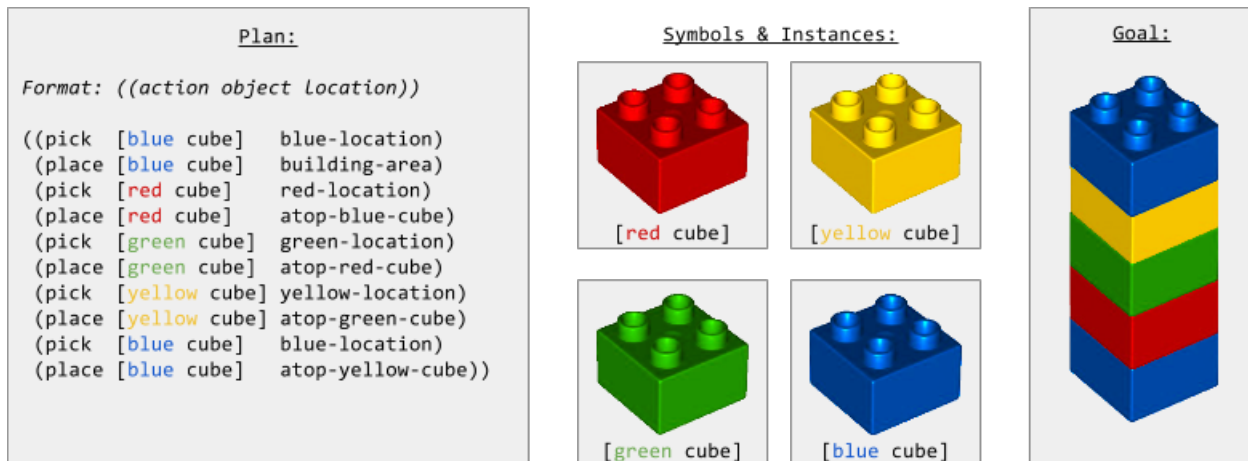 Plan:
Format: ((action object location))
((pick [blue cube] blue-location)
(place [blue cube] building-area)
(pick [red cube] red-location)
(place [red cube] atop-blue-cube)
(pick [green cube] green-location)
(place [green cube] atop-red-cube)
(pick [yellow cube] yellow-location)
(place [yellow cube] atop-green-cube)
(pick [blue cube] blue-location)
(place [blue cube] atop-yellow-cube))
Symbols & Instances:
[red cube]
[yellow cube]
[green cube]
[blue cube]
Goal: